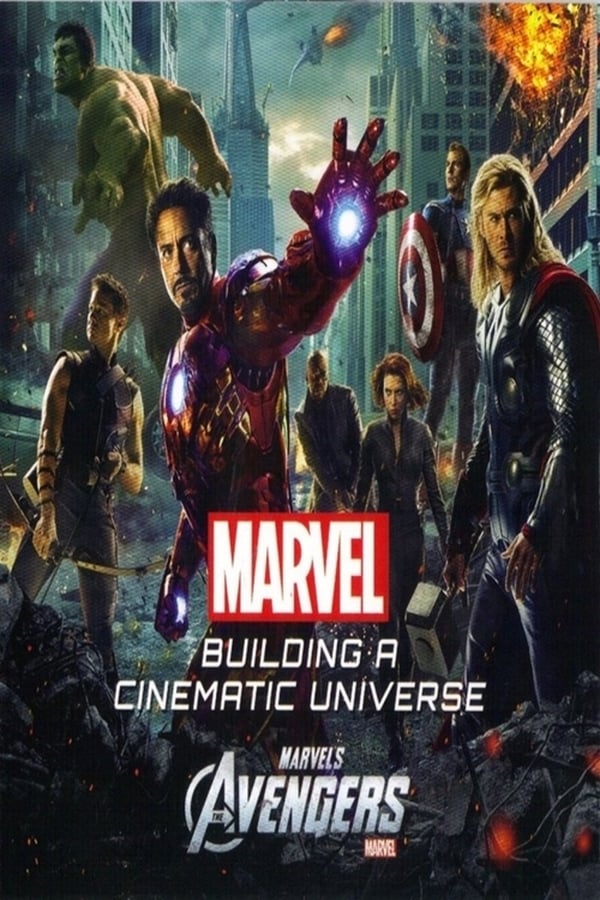 MARVEL
BUILDING A
CINEMATIC UNIVERSE
MARVEL'S
THE AVENGERS
MARVEL